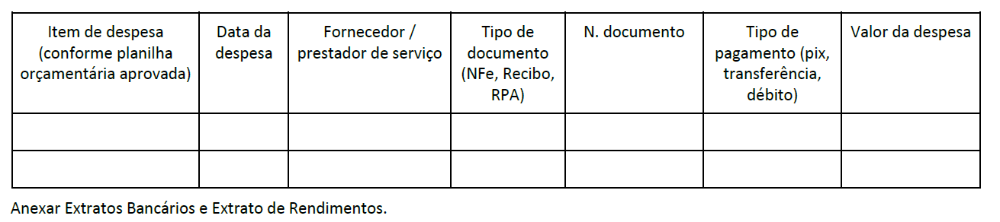 Item de despesa
(conforme planilha
orçamentária aprovada)
Data da
despesa
Fornecedor /
prestador de serviço
Tipo de
documento
(NFe, Recibo,
RPA)
N. documento
Tipo de
pagamento (pix,
transferência,
débito)
Valor da despesa
Anexar Extratos Bancários e Extrato de Rendimentos.